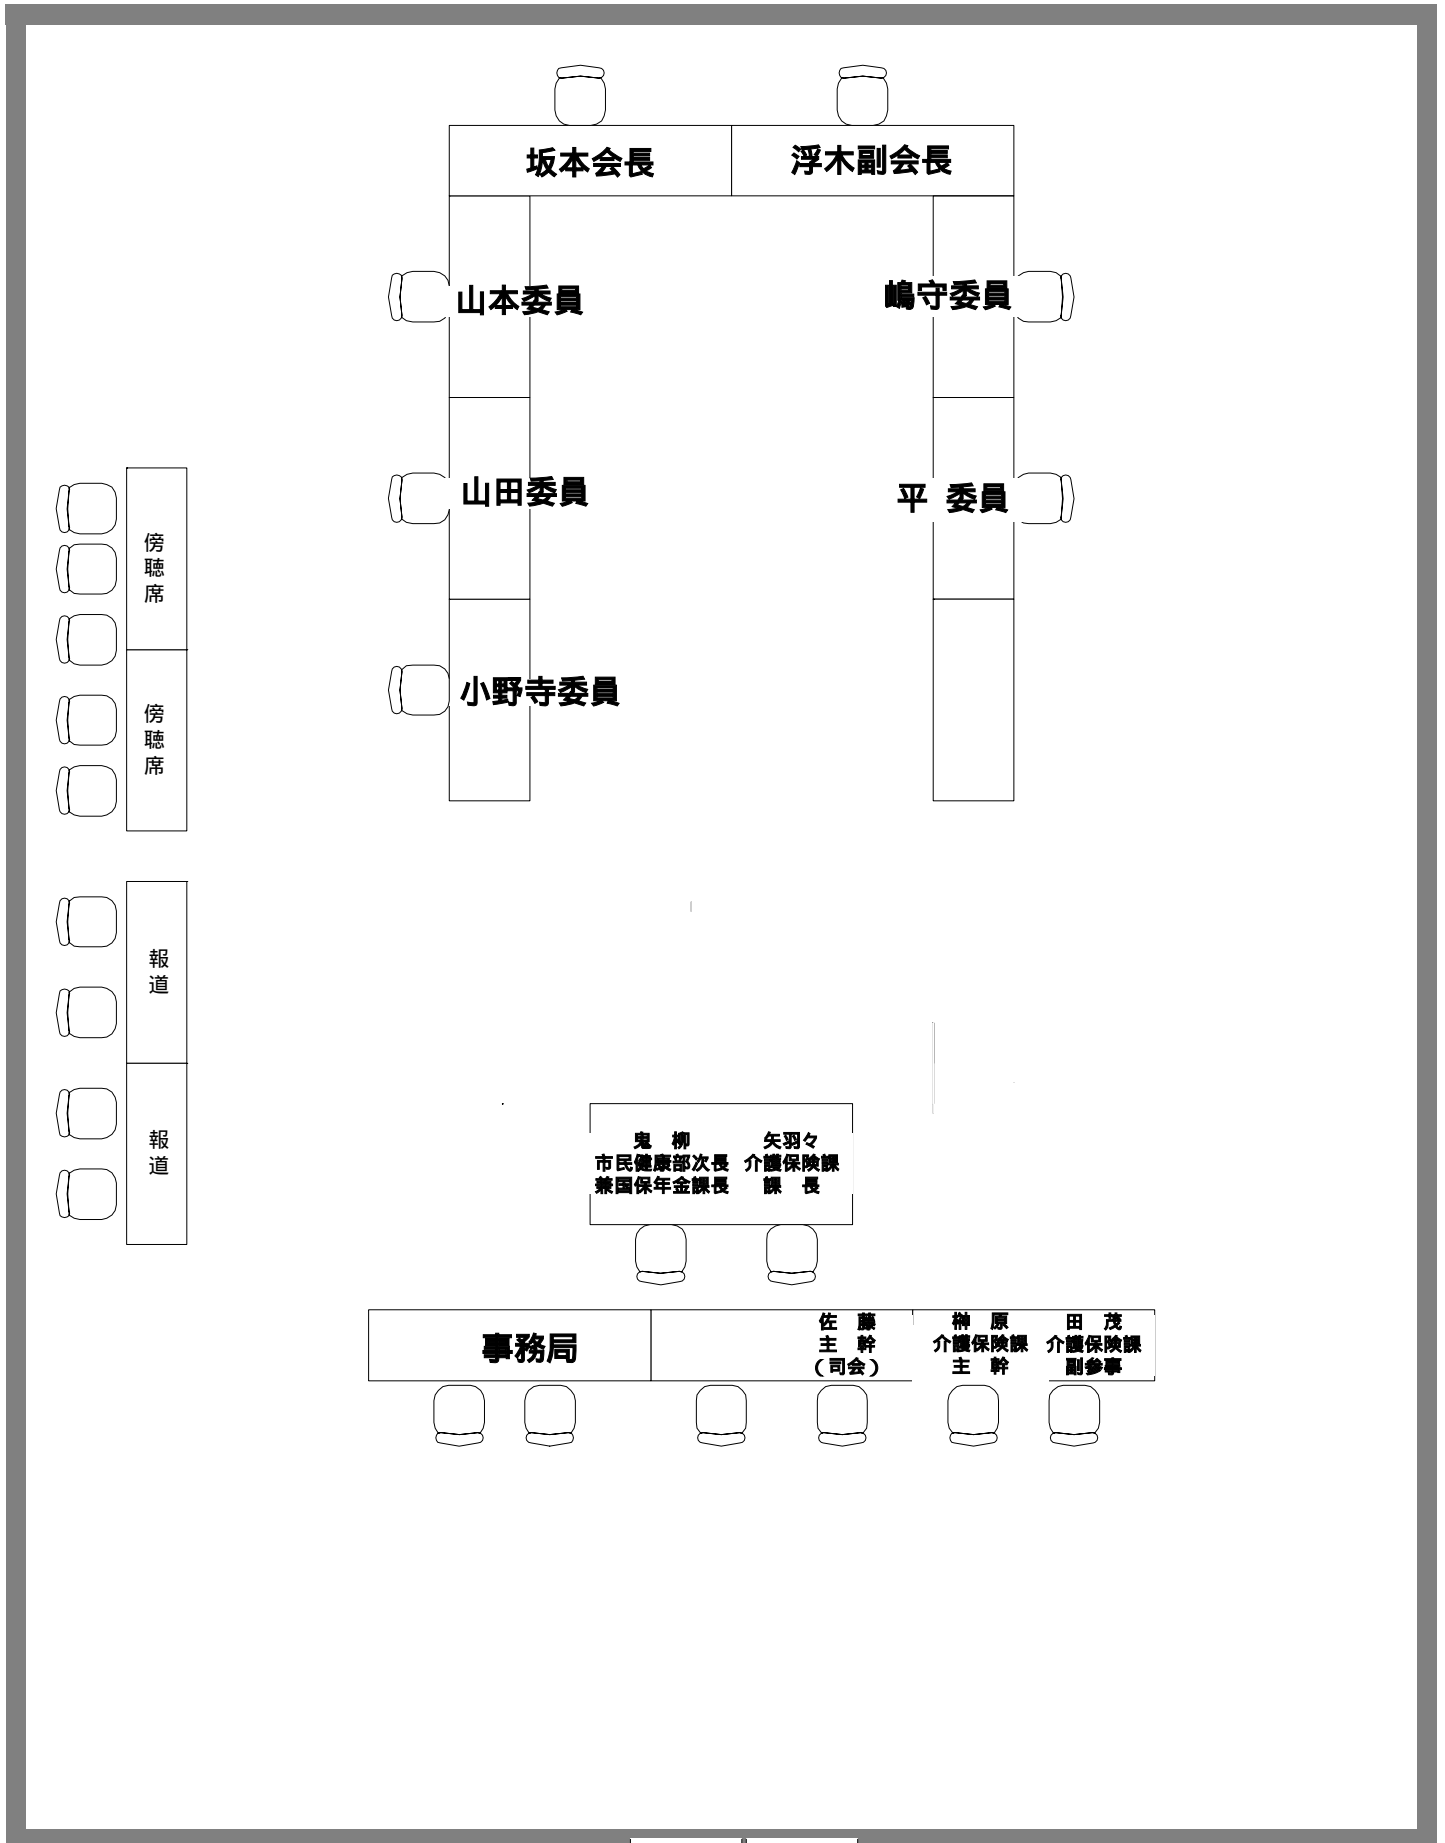 坂本会長
浮木副会長
山本委員
嶋守委員
山田委員
平 委員
小野寺委員
傍聴席
傍聴席
報道
報道
鬼　柳
市民健康部次長
兼国保年金課長
矢羽々
介護保険課
課　長
事務局
佐　藤
主　幹
（司会）
榊　原
介護保険課
主　幹
田　茂
介護保険課
副参事